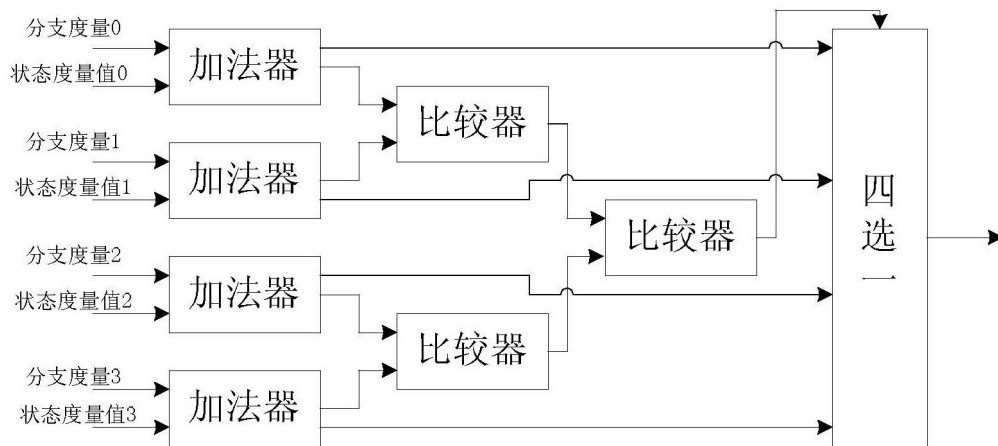 分支度量0
状态度量值0
加法器
比较器
分支度量1
状态度量值1
加法器
比较器
四选一
分支度量2
状态度量值2
加法器
比较器
分支度量3
状态度量值3
加法器